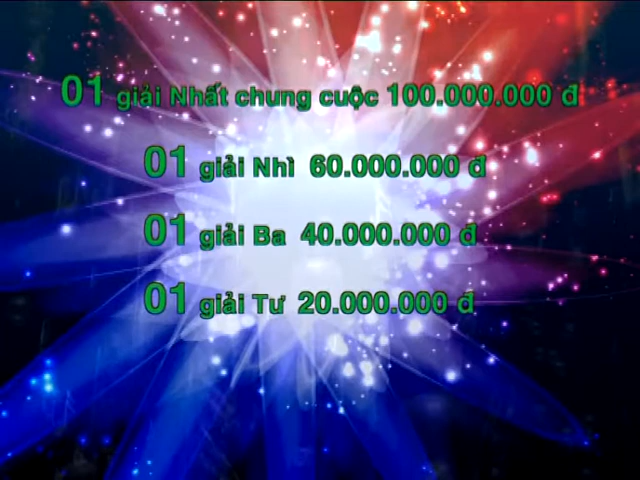 01 giải Nhất chung cuộc 100.000.000 đ
01 giải Nhì 60.000.000 đ
01 giải Ba 40.000.000 đ
01 giải Tư 20.000.000 đ